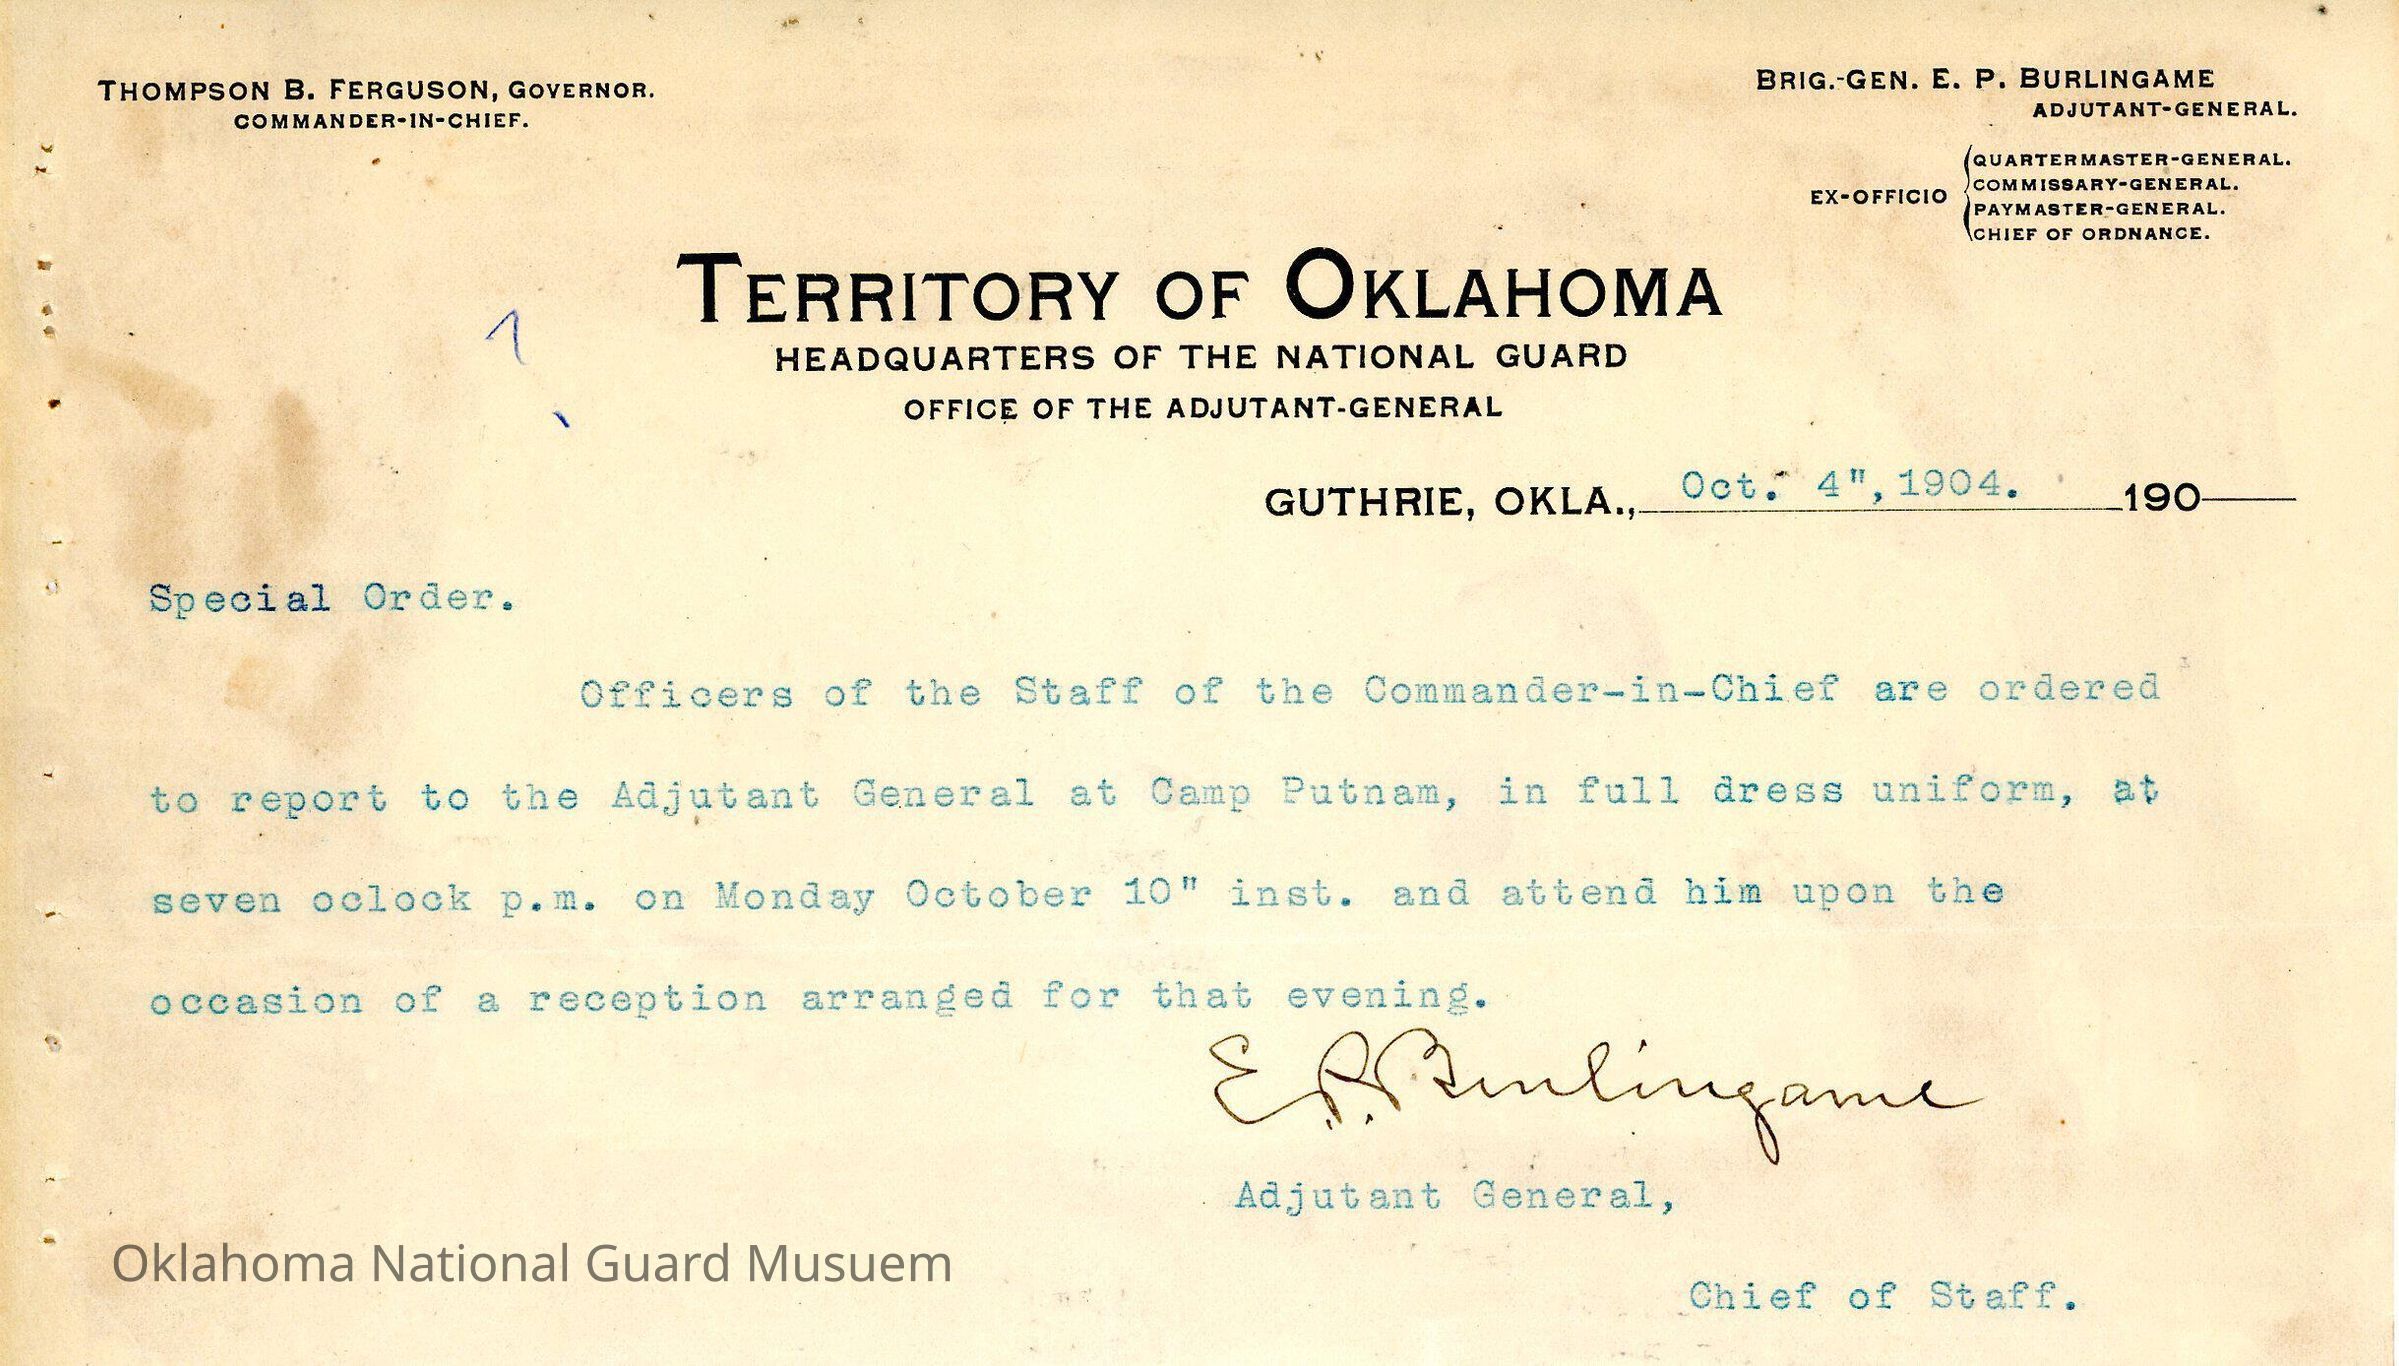 THOMPSON B. FERGUSON, GOVERNOR.
COMMANDER-IN-CHIEF.
BRIG.-GEN. E. P. BURLINGAME
ADJUTANT-GENERAL.
EX-OFFICIO
QUARTERMASTER-GENERAL.
COMMISSARY-GENERAL.
PAYMASTER-GENERAL.
CHIEF OF ORDNANCE.
TERRITORY OF OKLAHOMA
HEADQUARTERS OF THE NATIONAL GUARD
OFFICE OF THE ADJUTANT-GENERAL
1
GUTHRIE, OKLA., Oct. 4", 1904. 190
Special Order.
Officers of the Staff of the Commander-in-Chief are ordered
to report to the Adjutant General at Camp Putnam, in full dress uniform, at
seven oclock p.m. on Monday October 10" inst. and attend him upon the
occasion of a reception arranged for that evening.
E. P. Burlingame
Adjutant General,
Chief of Staff.
Oklahoma National Guard Musuem